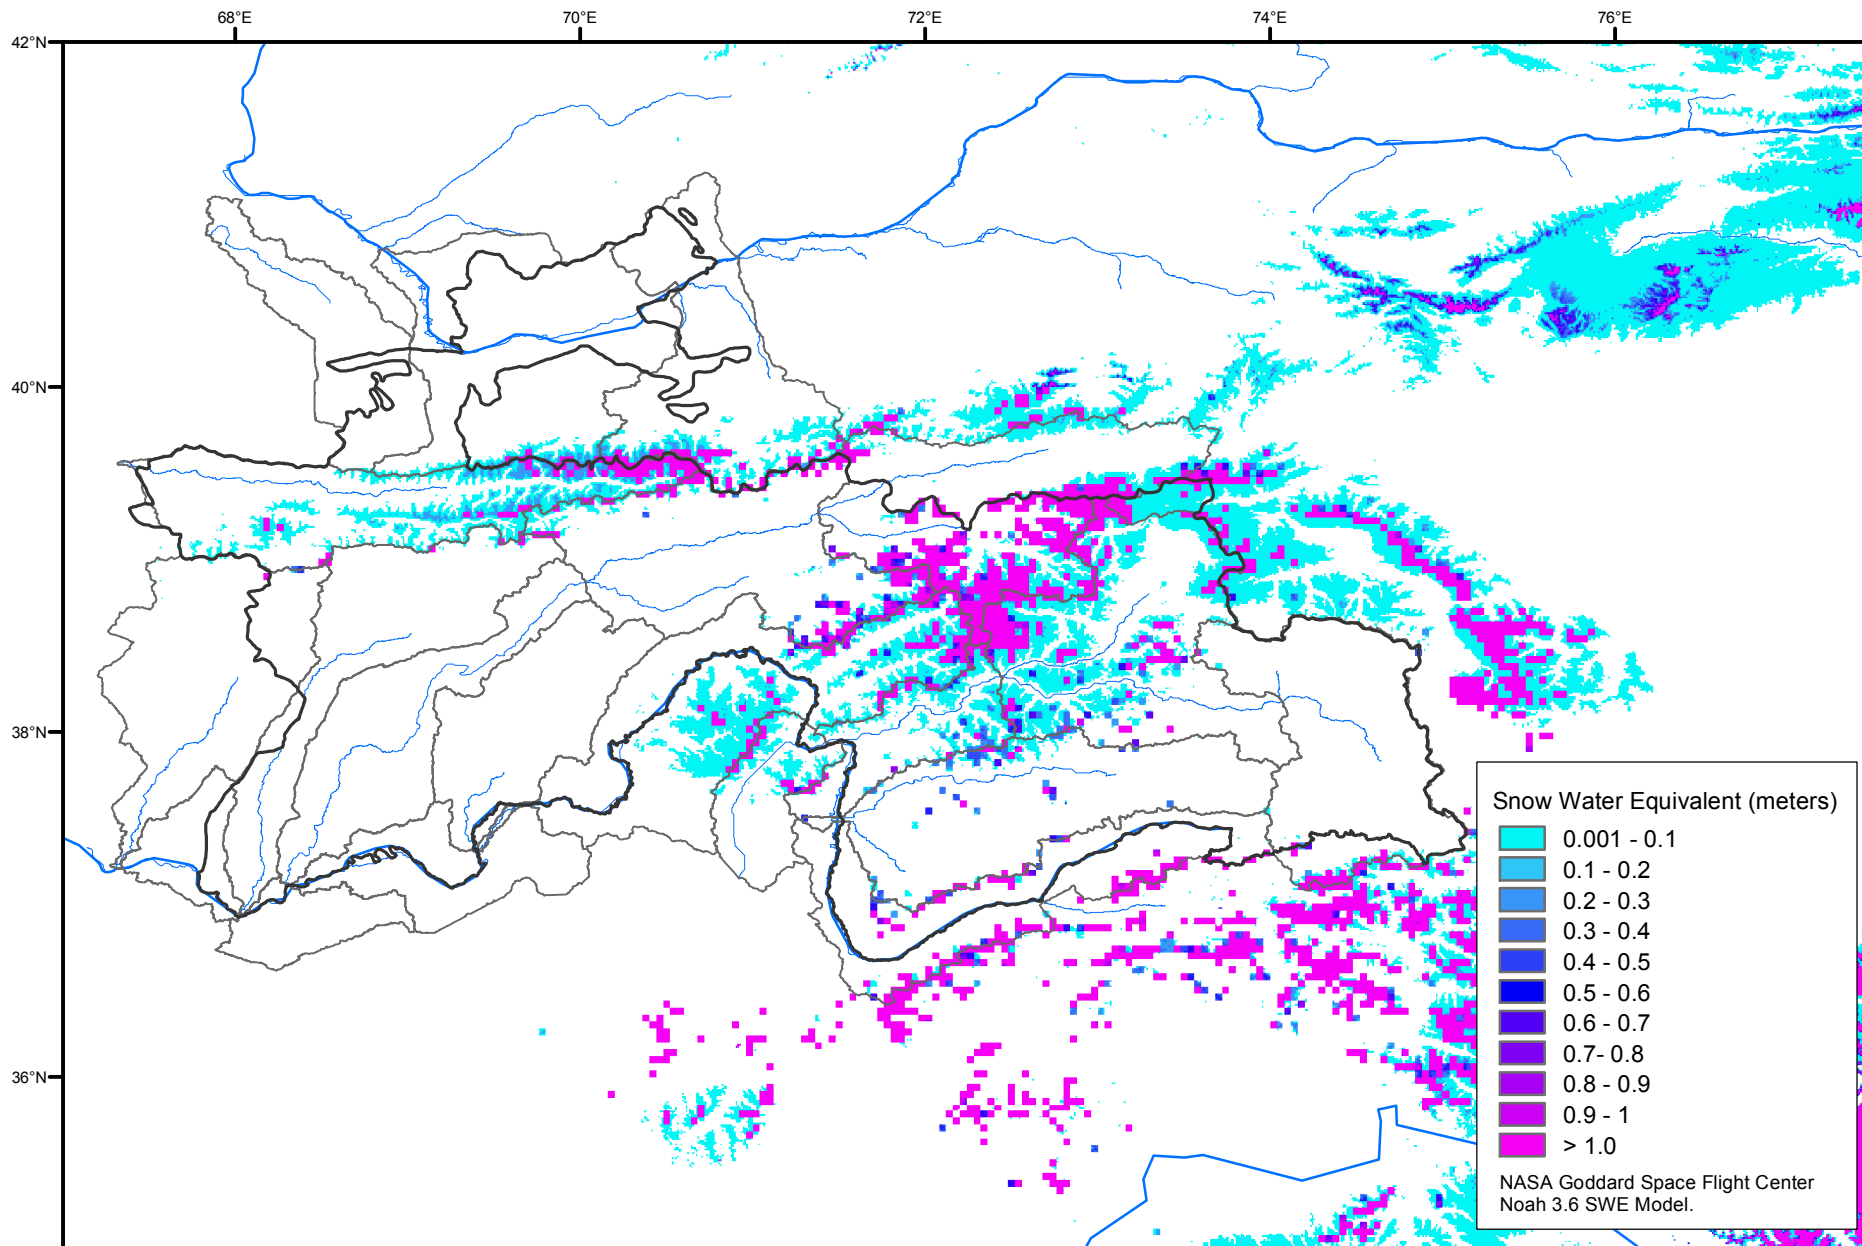 68°E
70°E
72°E
74°E
76°E
42°N
40°N
38°N
36°N
Snow Water Equivalent (meters)
0.001 - 0.1
0.1 - 0.2
0.2 - 0.3
0.3 - 0.4
0.4 - 0.5
0.5 - 0.6
0.6 - 0.7
0.7- 0.8
0.8 - 0.9
0.9 - 1
> 1.0
NASA Goddard Space Flight Center
Noah 3.6 SWE Model.